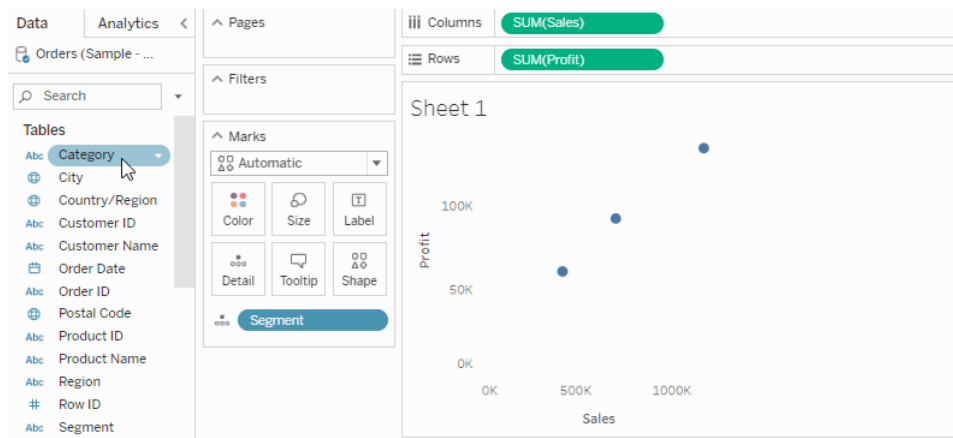 Data Analytics
Orders (Sample - ...
Search
Tables
Abc Category
City
Country/Region
Abc Customer ID
Abc Customer Name
Order Date
Abc Order ID
Postal Code
Abc Product ID
Abc Product Name
Abc Region
# Row ID
Abc Segment
Pages
Filters
Marks
Automatic
Color Size Label
Detail Tooltip Shape
Segment
Columns SUM(Sales)
Rows SUM(Profit)
Sheet 1
100K
Profit
50K
0K
0K 500K 1000K
Sales